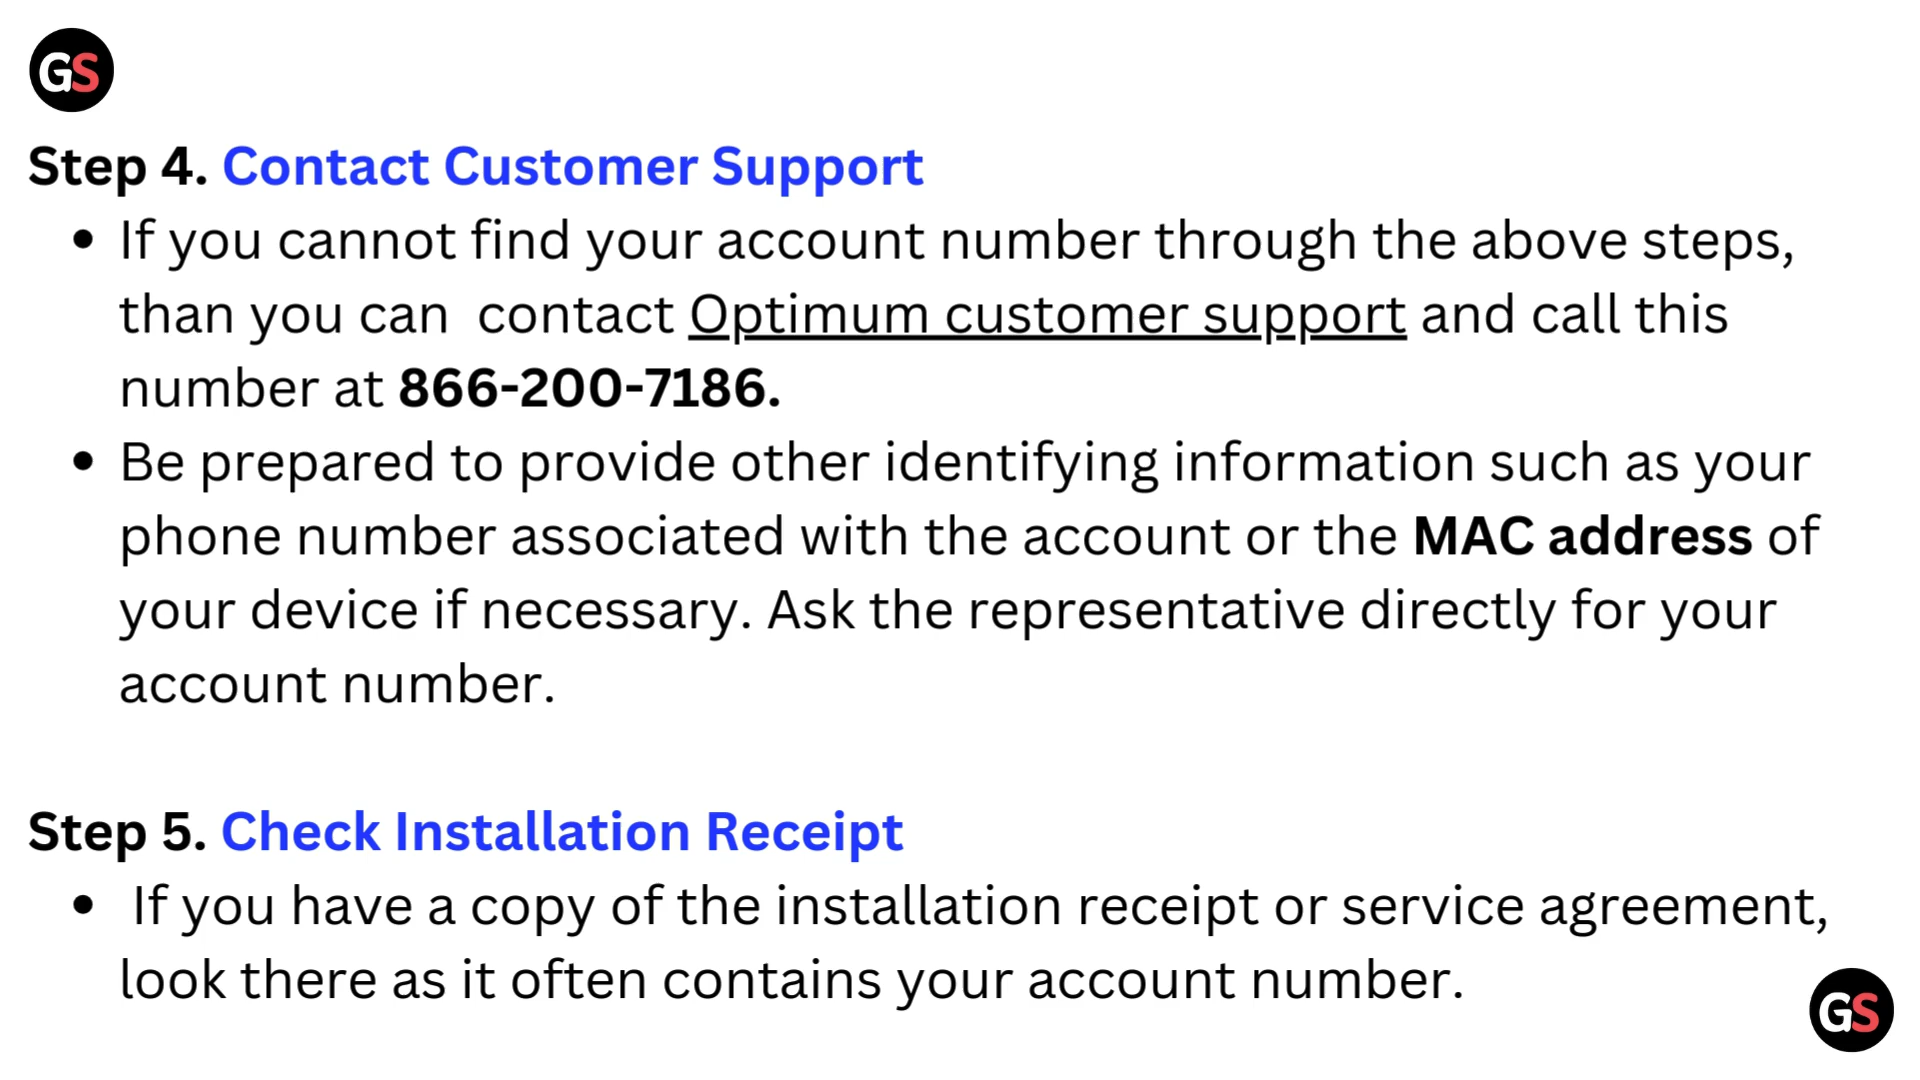 GS
Step 4. Contact Customer Support
• If you cannot find your account number through the above steps,
than you can  contact Optimum customer support and call this
number at 866-200-7186.
• Be prepared to provide other identifying information such as your
phone number associated with the account or the MAC address of
your device if necessary. Ask the representative directly for your
account number.
Step 5. Check Installation Receipt
• If you have a copy of the installation receipt or service agreement,
look there as it often contains your account number.
GS